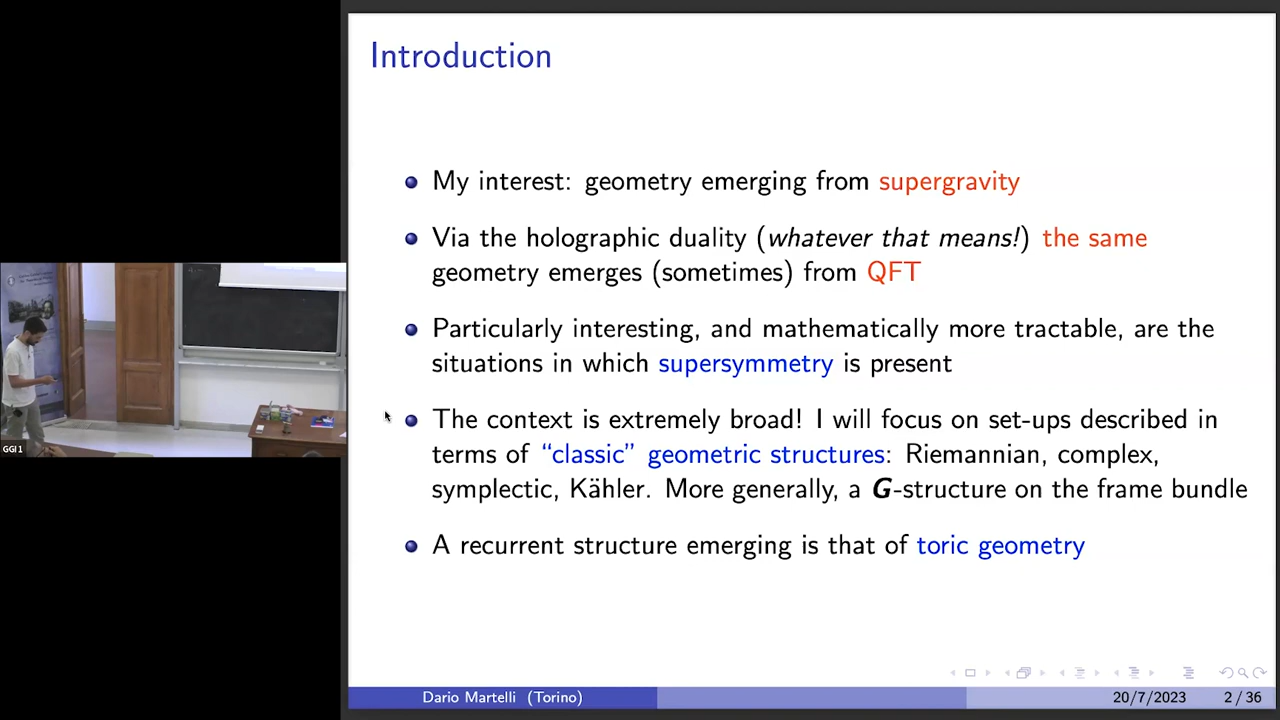 Introduction
My interest: geometry emerging from supergravity
Via the holographic duality (whatever that means!) the same
geometry emerges (sometimes) from QFT
Particularly interesting, and mathematically more tractable, are the
situations in which supersymmetry is present
The context is extremely broad! I will focus on set-ups described in
terms of “classic” geometric structures: Riemannian, complex,
symplectic, Kähler. More generally, a G-structure on the frame bundle
A recurrent structure emerging is that of toric geometry
GGI 1
Dario Martelli (Torino)
20/7/2023
2 / 36